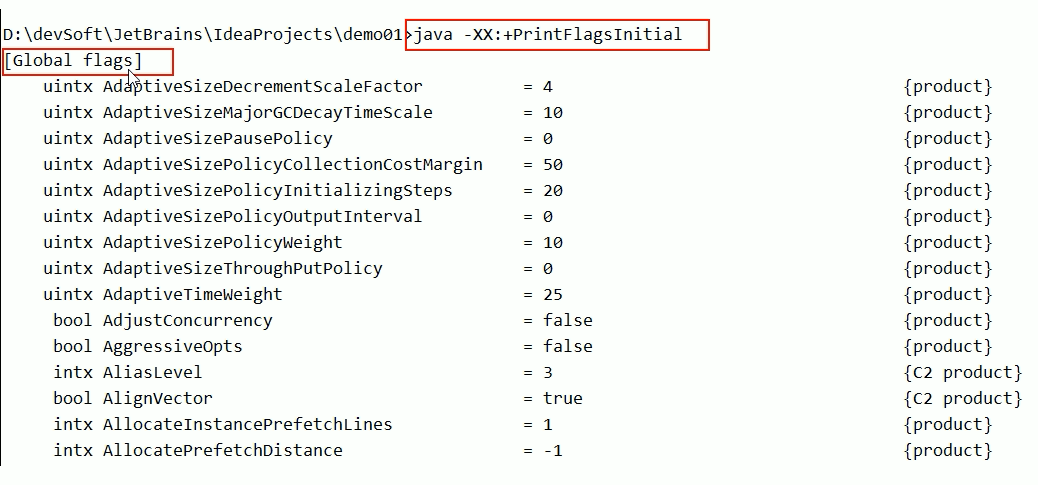 D:\devSoft\JetBrains\IdeaProjects\demo01>java -XX:+PrintFlagsInitial
[Global flags]
uintx AdaptiveSizeDecrementScaleFactor = 4 {product}
uintx AdaptiveSizeMajorGCDecayTimeScale = 10 {product}
uintx AdaptiveSizePausePolicy = 0 {product}
uintx AdaptiveSizePolicyCollectionCostMargin = 50 {product}
uintx AdaptiveSizePolicyInitializingSteps = 20 {product}
uintx AdaptiveSizePolicyOutputInterval = 0 {product}
uintx AdaptiveSizePolicyWeight = 10 {product}
uintx AdaptiveSizeThroughPutPolicy = 0 {product}
uintx AdaptiveTimeWeight = 25 {product}
bool AdjustConcurrency = false {product}
bool AggressiveOpts = false {product}
intx AliasLevel = 3 {C2 product}
bool AlignVector = true {C2 product}
intx AllocateInstancePrefetchLines = 1 {product}
intx AllocatePrefetchDistance = -1 {product}